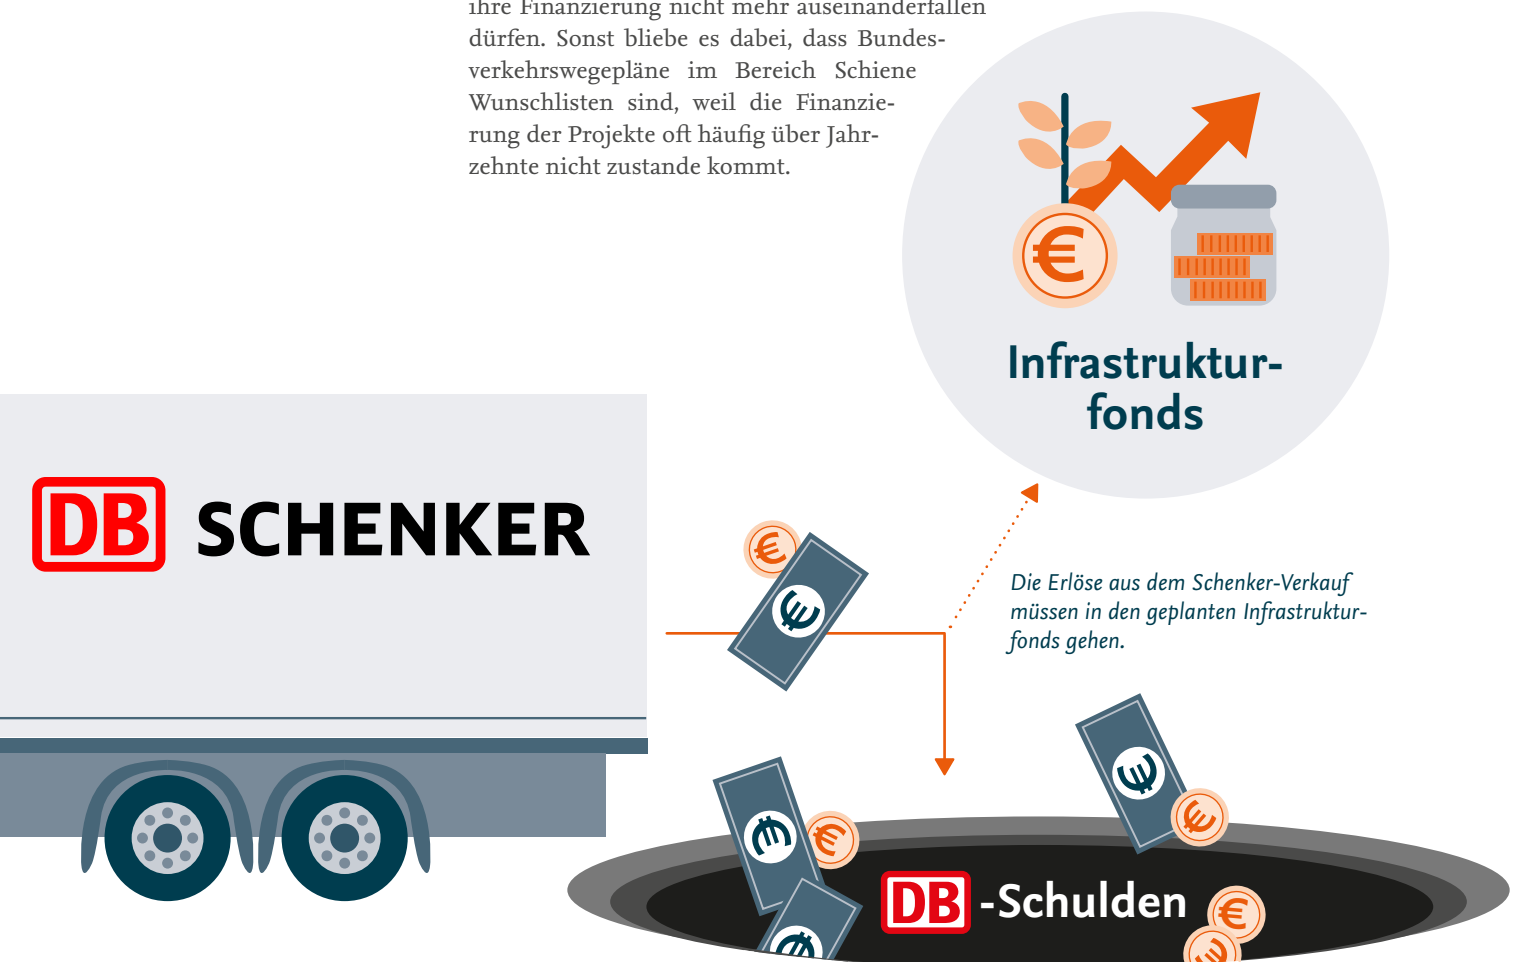 ihre Finanzierung nicht mehr auseinanderfallen
dürfen. Sonst bliebe es dabei, dass Bundes-
verkehrswegepläne im Bereich Schiene
Wunschlisten sind, weil die Finanzie-
rung der Projekte oft häufig über Jahr-
zehnte nicht zustande kommt.
€
Infrastruktur-
fonds
DB SCHENKER
€
€
Die Erlöse aus dem Schenker-Verkauf
müssen in den geplanten Infrastruktur-
fonds gehen.
€
€
€
€
DB -Schulden
€
€
€